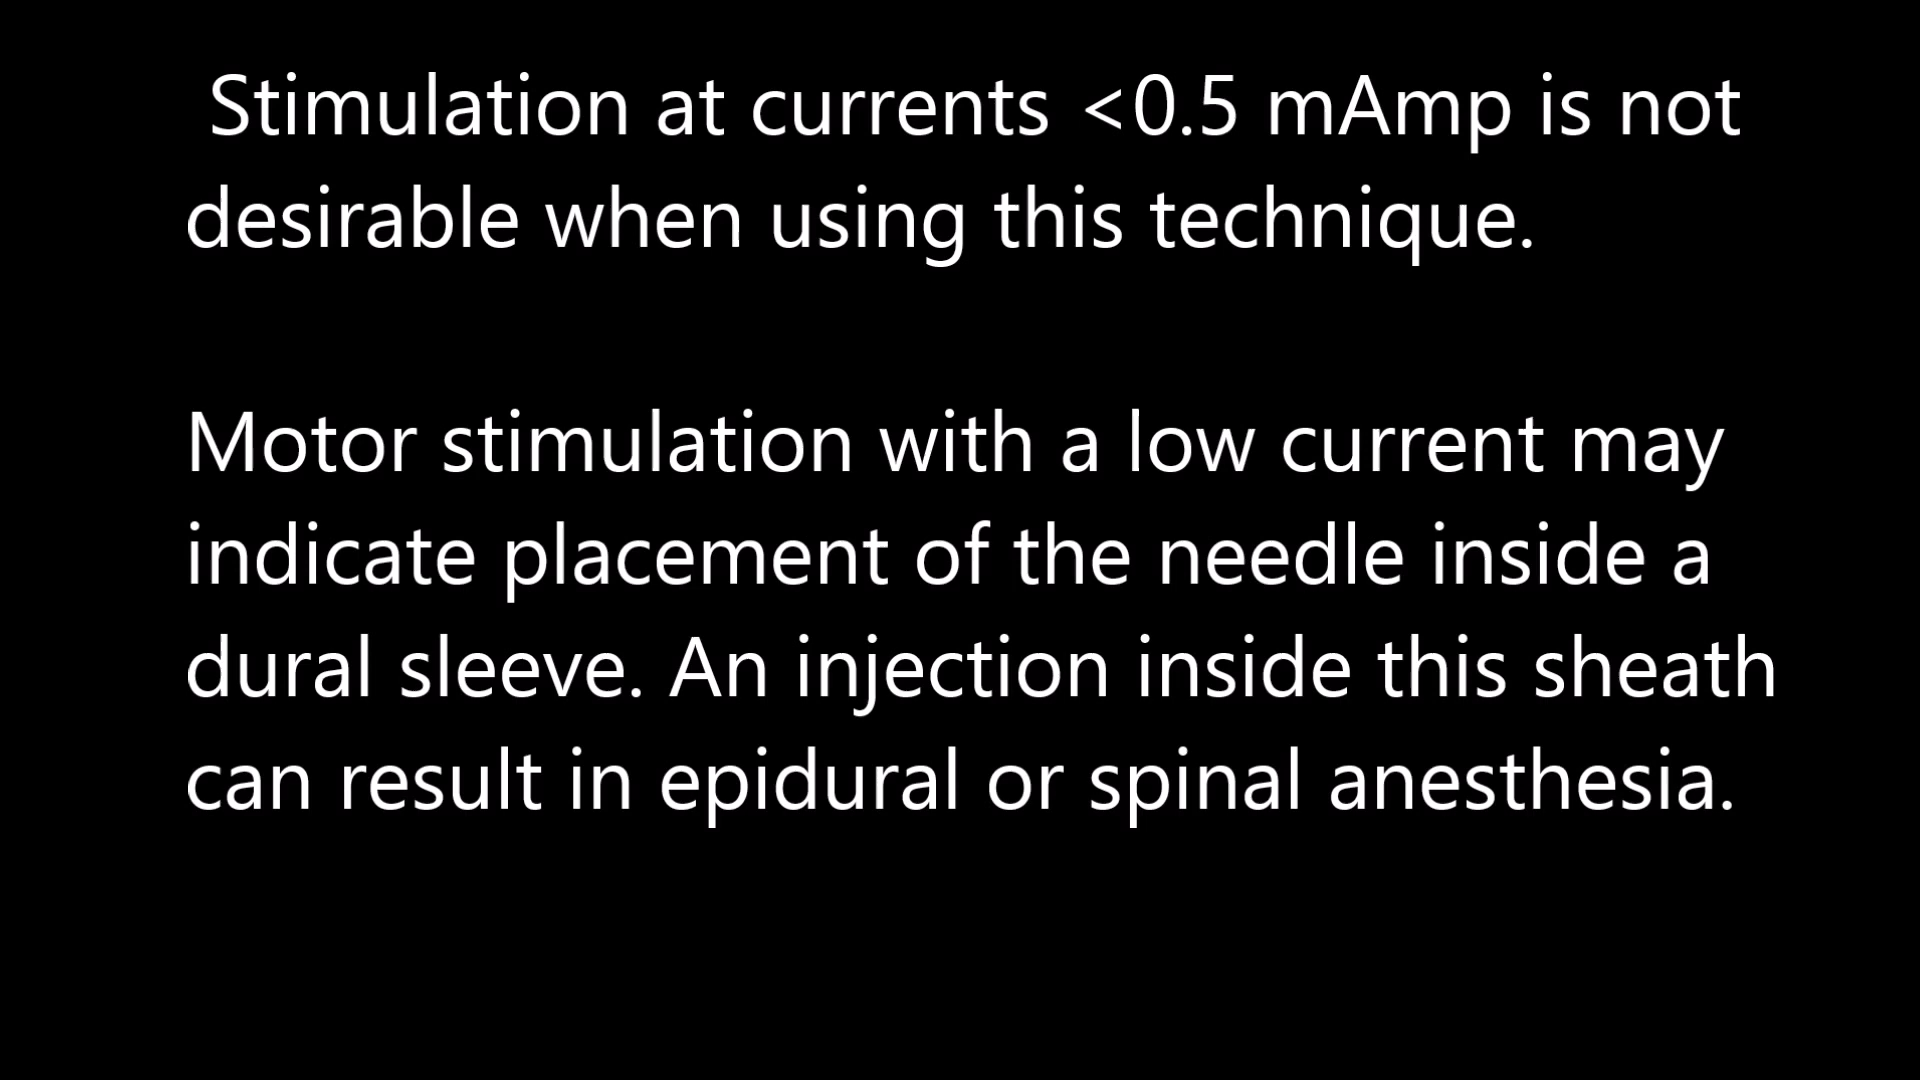 Stimulation at currents <0.5 mAmp is not
desirable when using this technique.
Motor stimulation with a low current may
indicate placement of the needle inside a
dural sleeve. An injection inside this sheath
can result in epidural or spinal anesthesia.